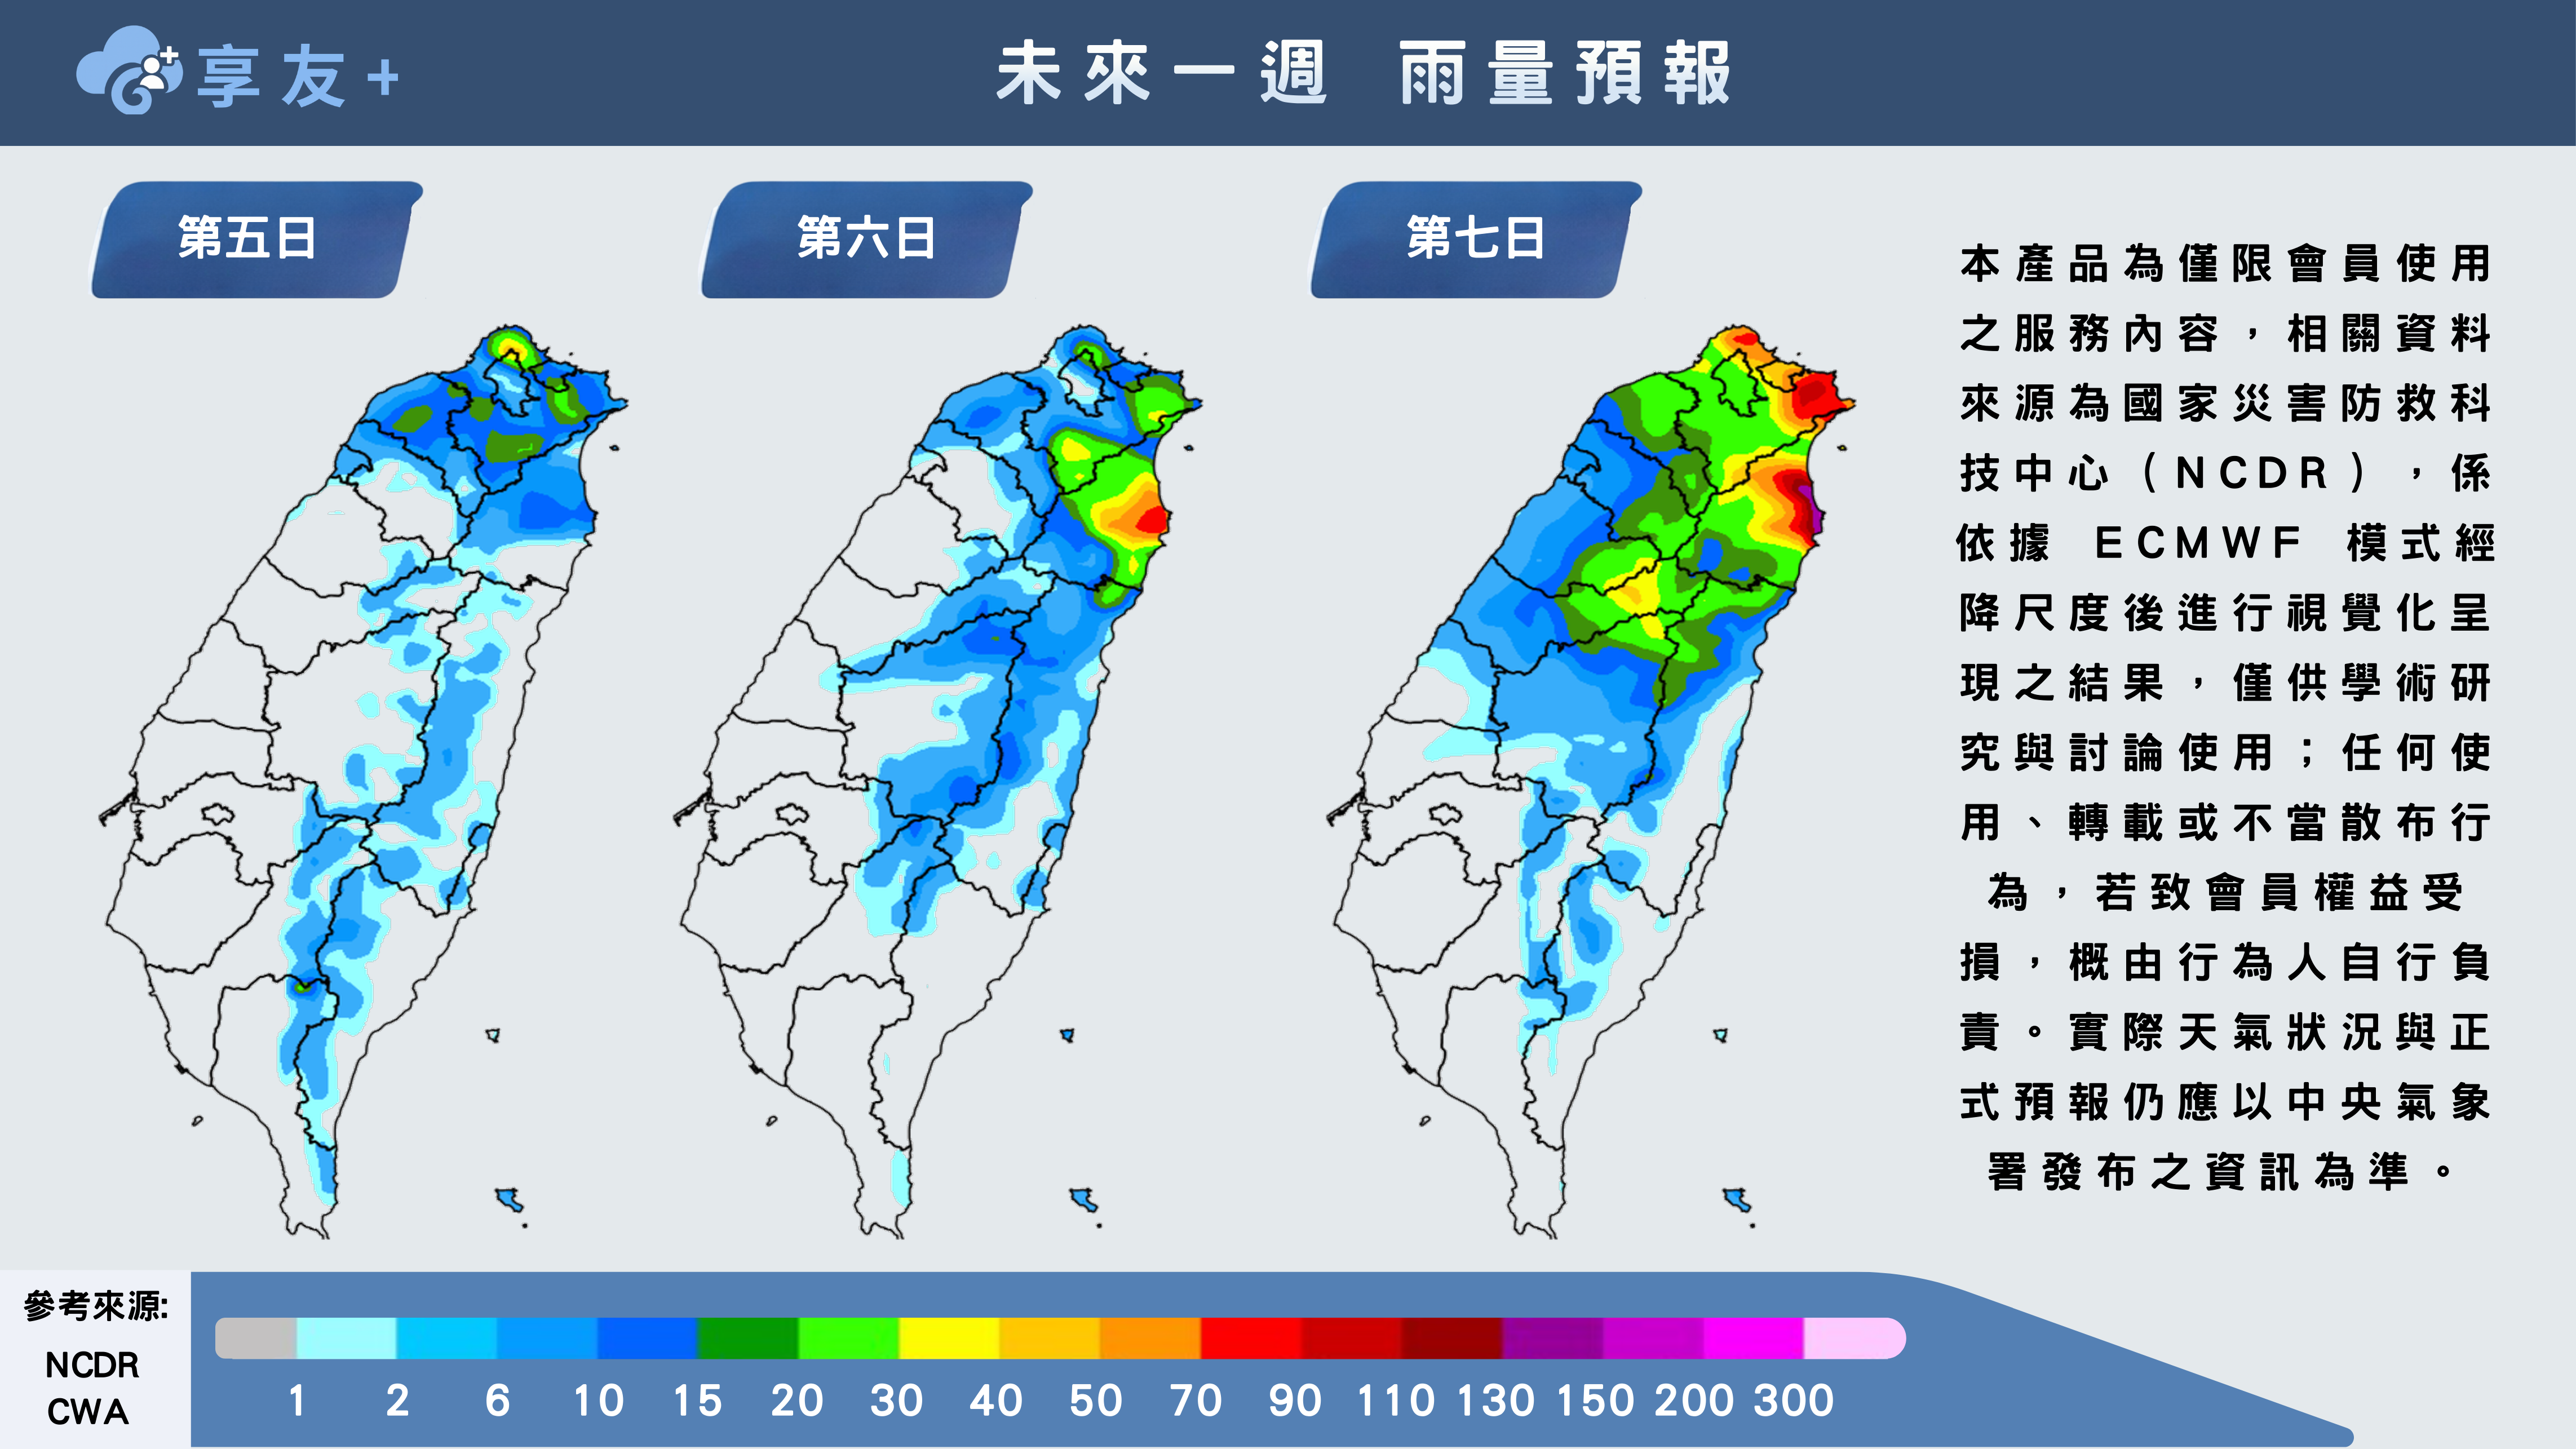 享友+
未來一週 雨量預報
第五日
第六日
第七日
本產品為僅限會員使用
之服務內容，相關資料
來源為國家災害防救科
技中心（NCDR），係
依據 ECMWF 模式經
降尺度後進行視覺化呈
現之結果，僅供學術研
究與討論使用；任何使
用、轉載或不當散布行
為，若致會員權益受
損，概由行為人自行負
責。實際天氣狀況與正
式預報仍應以中央氣象
署發布之資訊為準。
參考來源:
NCDR
CWA
1 2 6 10 15 20 30 40 50 70 90 110 130 150 200 300